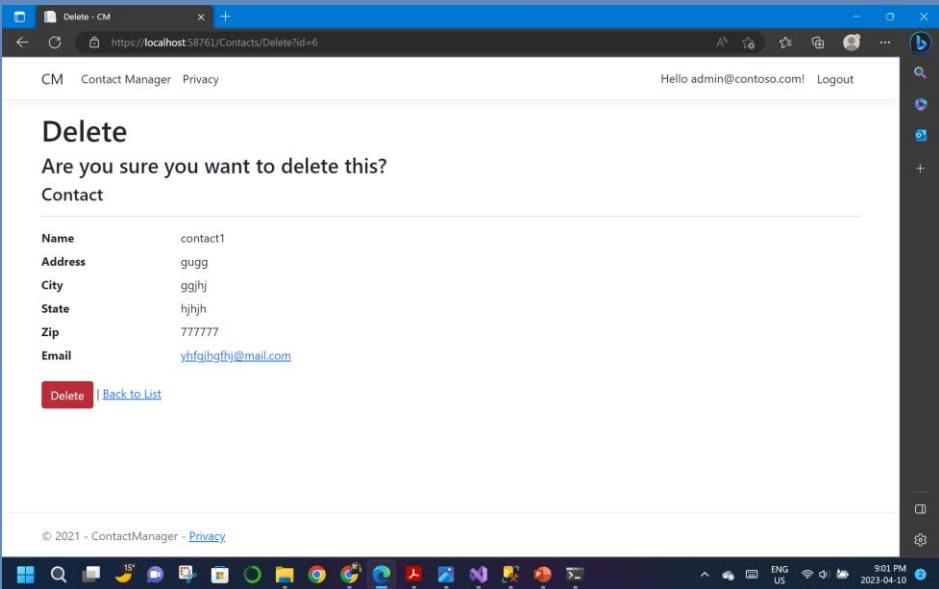 Delete - CM
https://localhost:58761/Contacts/Delete?id=6
CM Contact Manager Privacy Hello admin@contoso.com! Logout
Delete
Are you sure you want to delete this?
Contact
Name contact1
Address gugg
City ggjhj
State hjhjh
Zip 777777
Email yhfgjhgfhj@mail.com
Delete | Back to List
© 2021 - ContactManager - Privacy
15°
ENG
US
9:01 PM
2023-04-10
2